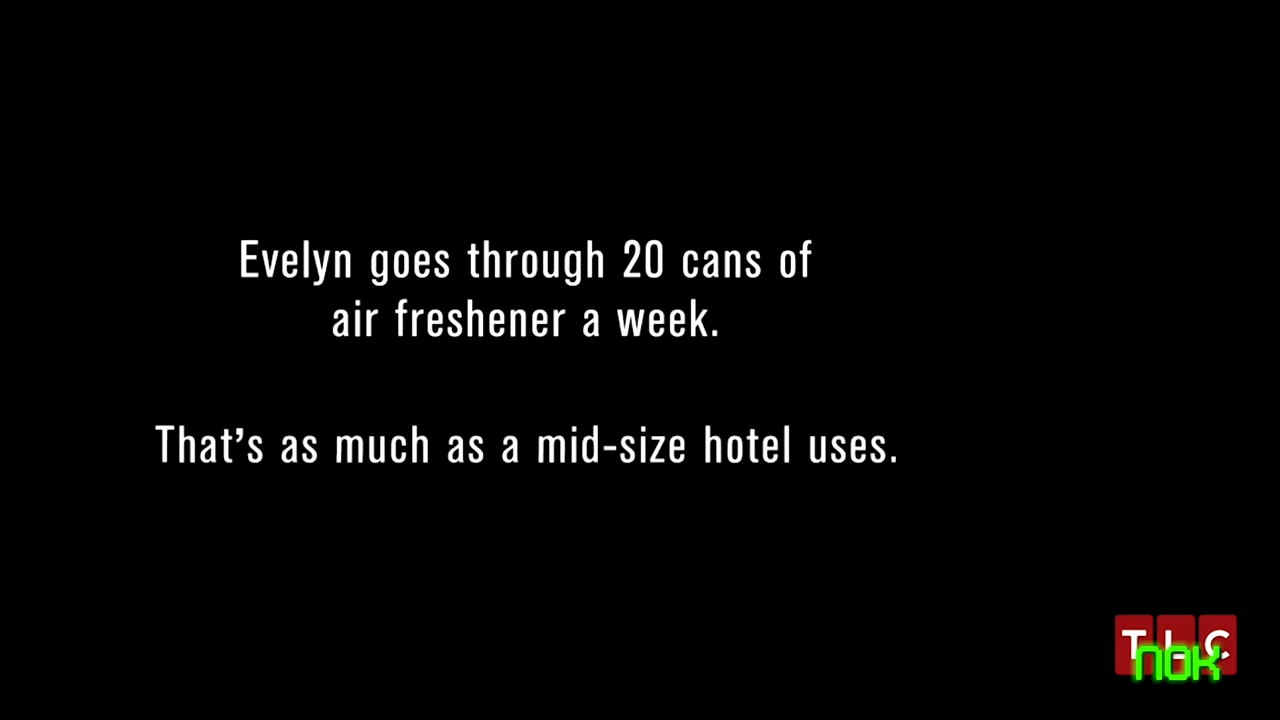 Evelyn goes through 20 cans of
air freshener a week.
That's as much as a mid-size hotel uses.
TLC
NOK